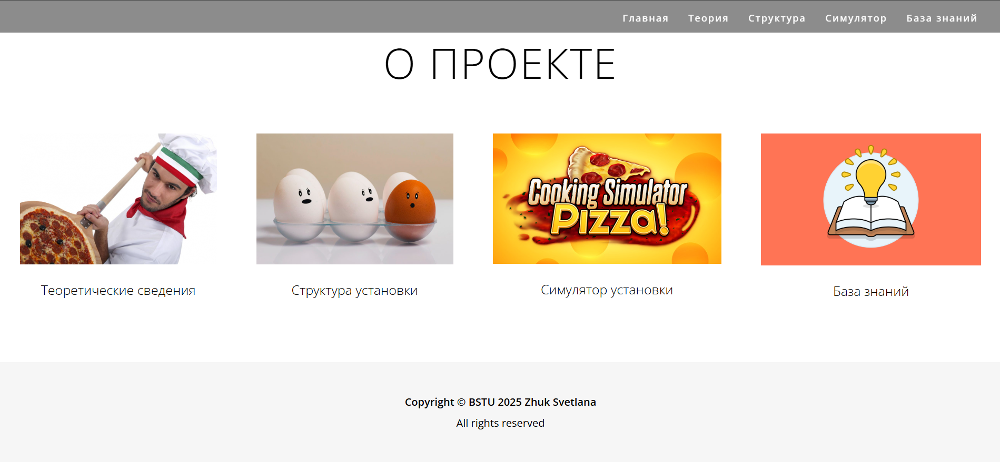 Главная Теория Структура Симулятор База знаний
О ПРОЕКТЕ
Cooking Simulator
Pizza!
Теоретические сведения
Структура установки
Симулятор установки
База знаний
Copyright © BSTU 2025 Zhuk Svetlana
All rights reserved